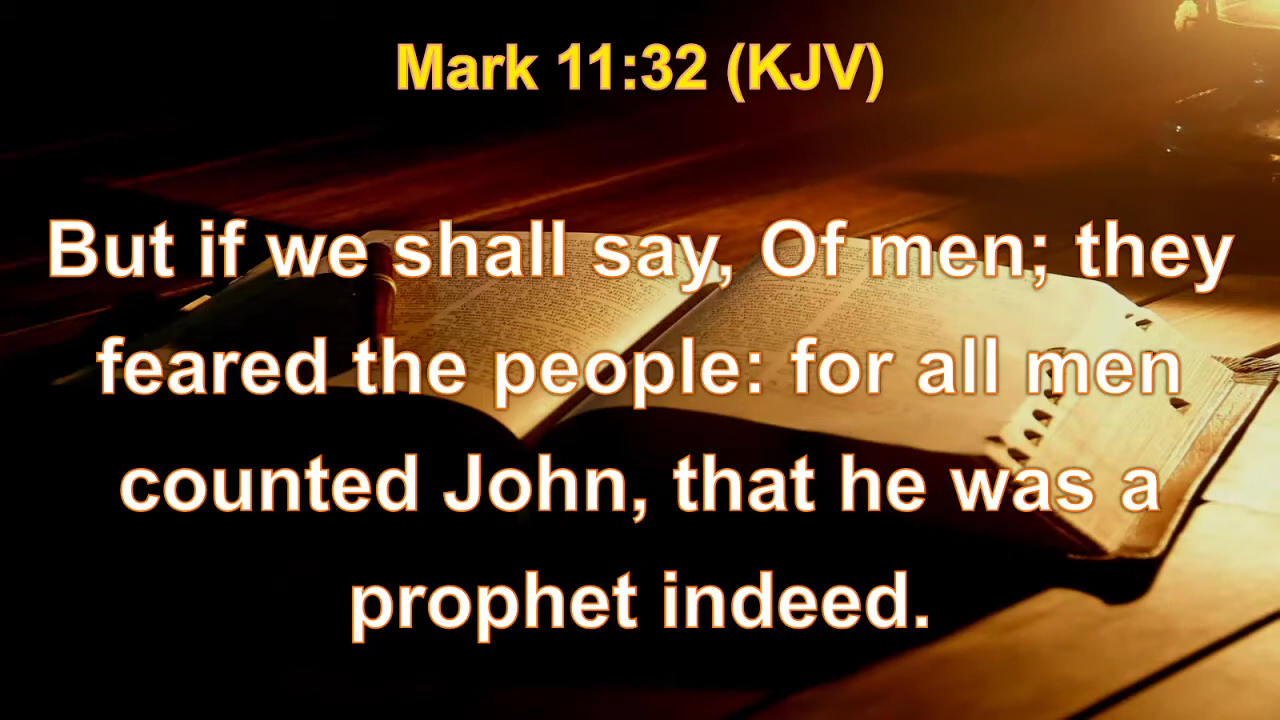 Mark 11:32 (KJV)
But if we shall say, Of men; they
feared the people: for all men
counted John, that he was a
prophet indeed.